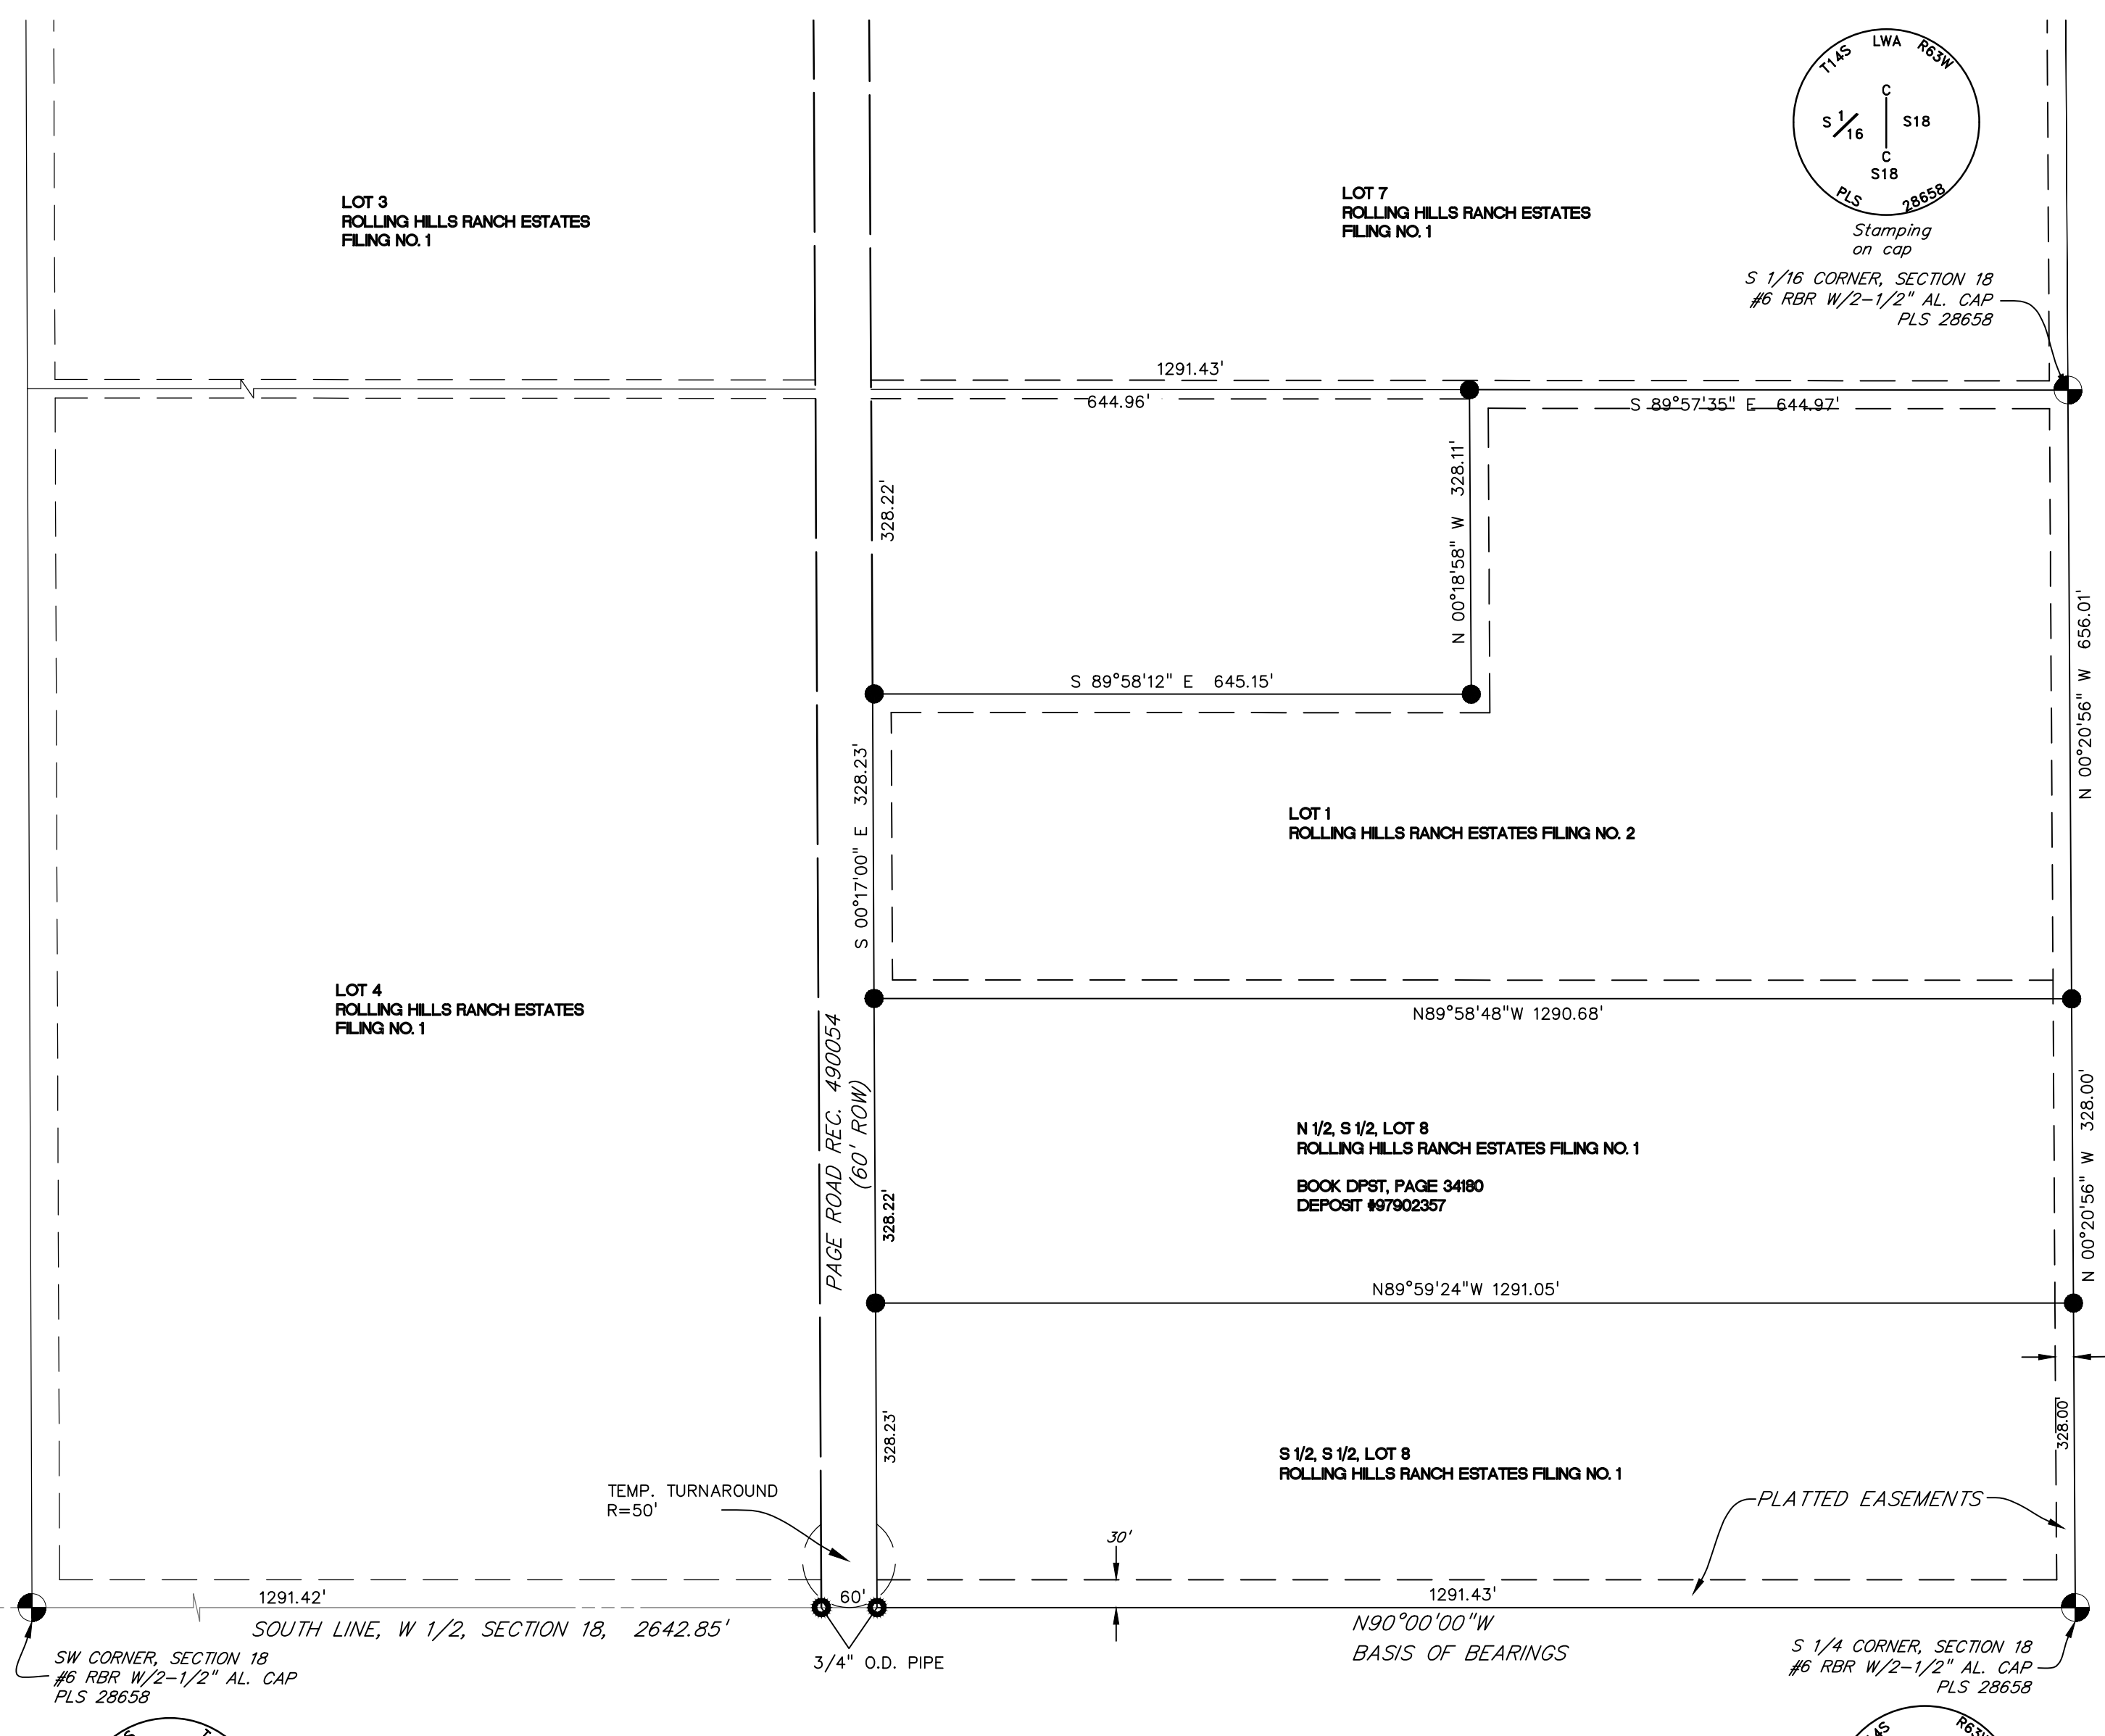 T14S LWA R63W
C
S 1/16 S18
C
S18
PLS 28658
Stamping
on cap
S 1/16 CORNER, SECTION 18
#6 RBR W/2-1/2" AL. CAP
PLS 28658
LOT 3
ROLLING HILLS RANCH ESTATES
FILING NO. 1
LOT 7
ROLLING HILLS RANCH ESTATES
FILING NO. 1
1291.43'
644.96'
S 89°57'35" E 644.97'
328.22'
N 00°18'58" W 328.11'
N 00°20'56" W 656.01'
S 89°58'12" E 645.15'
S 00°17'00" E 328.23'
LOT 1
ROLLING HILLS RANCH ESTATES FILING NO. 2
LOT 4
ROLLING HILLS RANCH ESTATES
FILING NO. 1
N89°58'48"W 1290.68'
PAGE ROAD REC. 490054
(60' ROW)
328.22'
N 1/2, S 1/2, LOT 8
ROLLING HILLS RANCH ESTATES FILING NO. 1
BOOK DPST, PAGE 34180
DEPOSIT #97902357
N 00°20'56" W 328.00'
N89°59'24"W 1291.05'
328.23'
328.00'
S 1/2, S 1/2, LOT 8
ROLLING HILLS RANCH ESTATES FILING NO. 1
TEMP. TURNAROUND
R=50'
PLATTED EASEMENTS
30'
1291.42'
60'
1291.43'
SOUTH LINE, W 1/2, SECTION 18, 2642.85'
N90°00'00"W
BASIS OF BEARINGS
SW CORNER, SECTION 18
#6 RBR W/2-1/2" AL. CAP
PLS 28658
3/4" O.D. PIPE
S 1/4 CORNER, SECTION 18
#6 RBR W/2-1/2" AL. CAP
PLS 28658